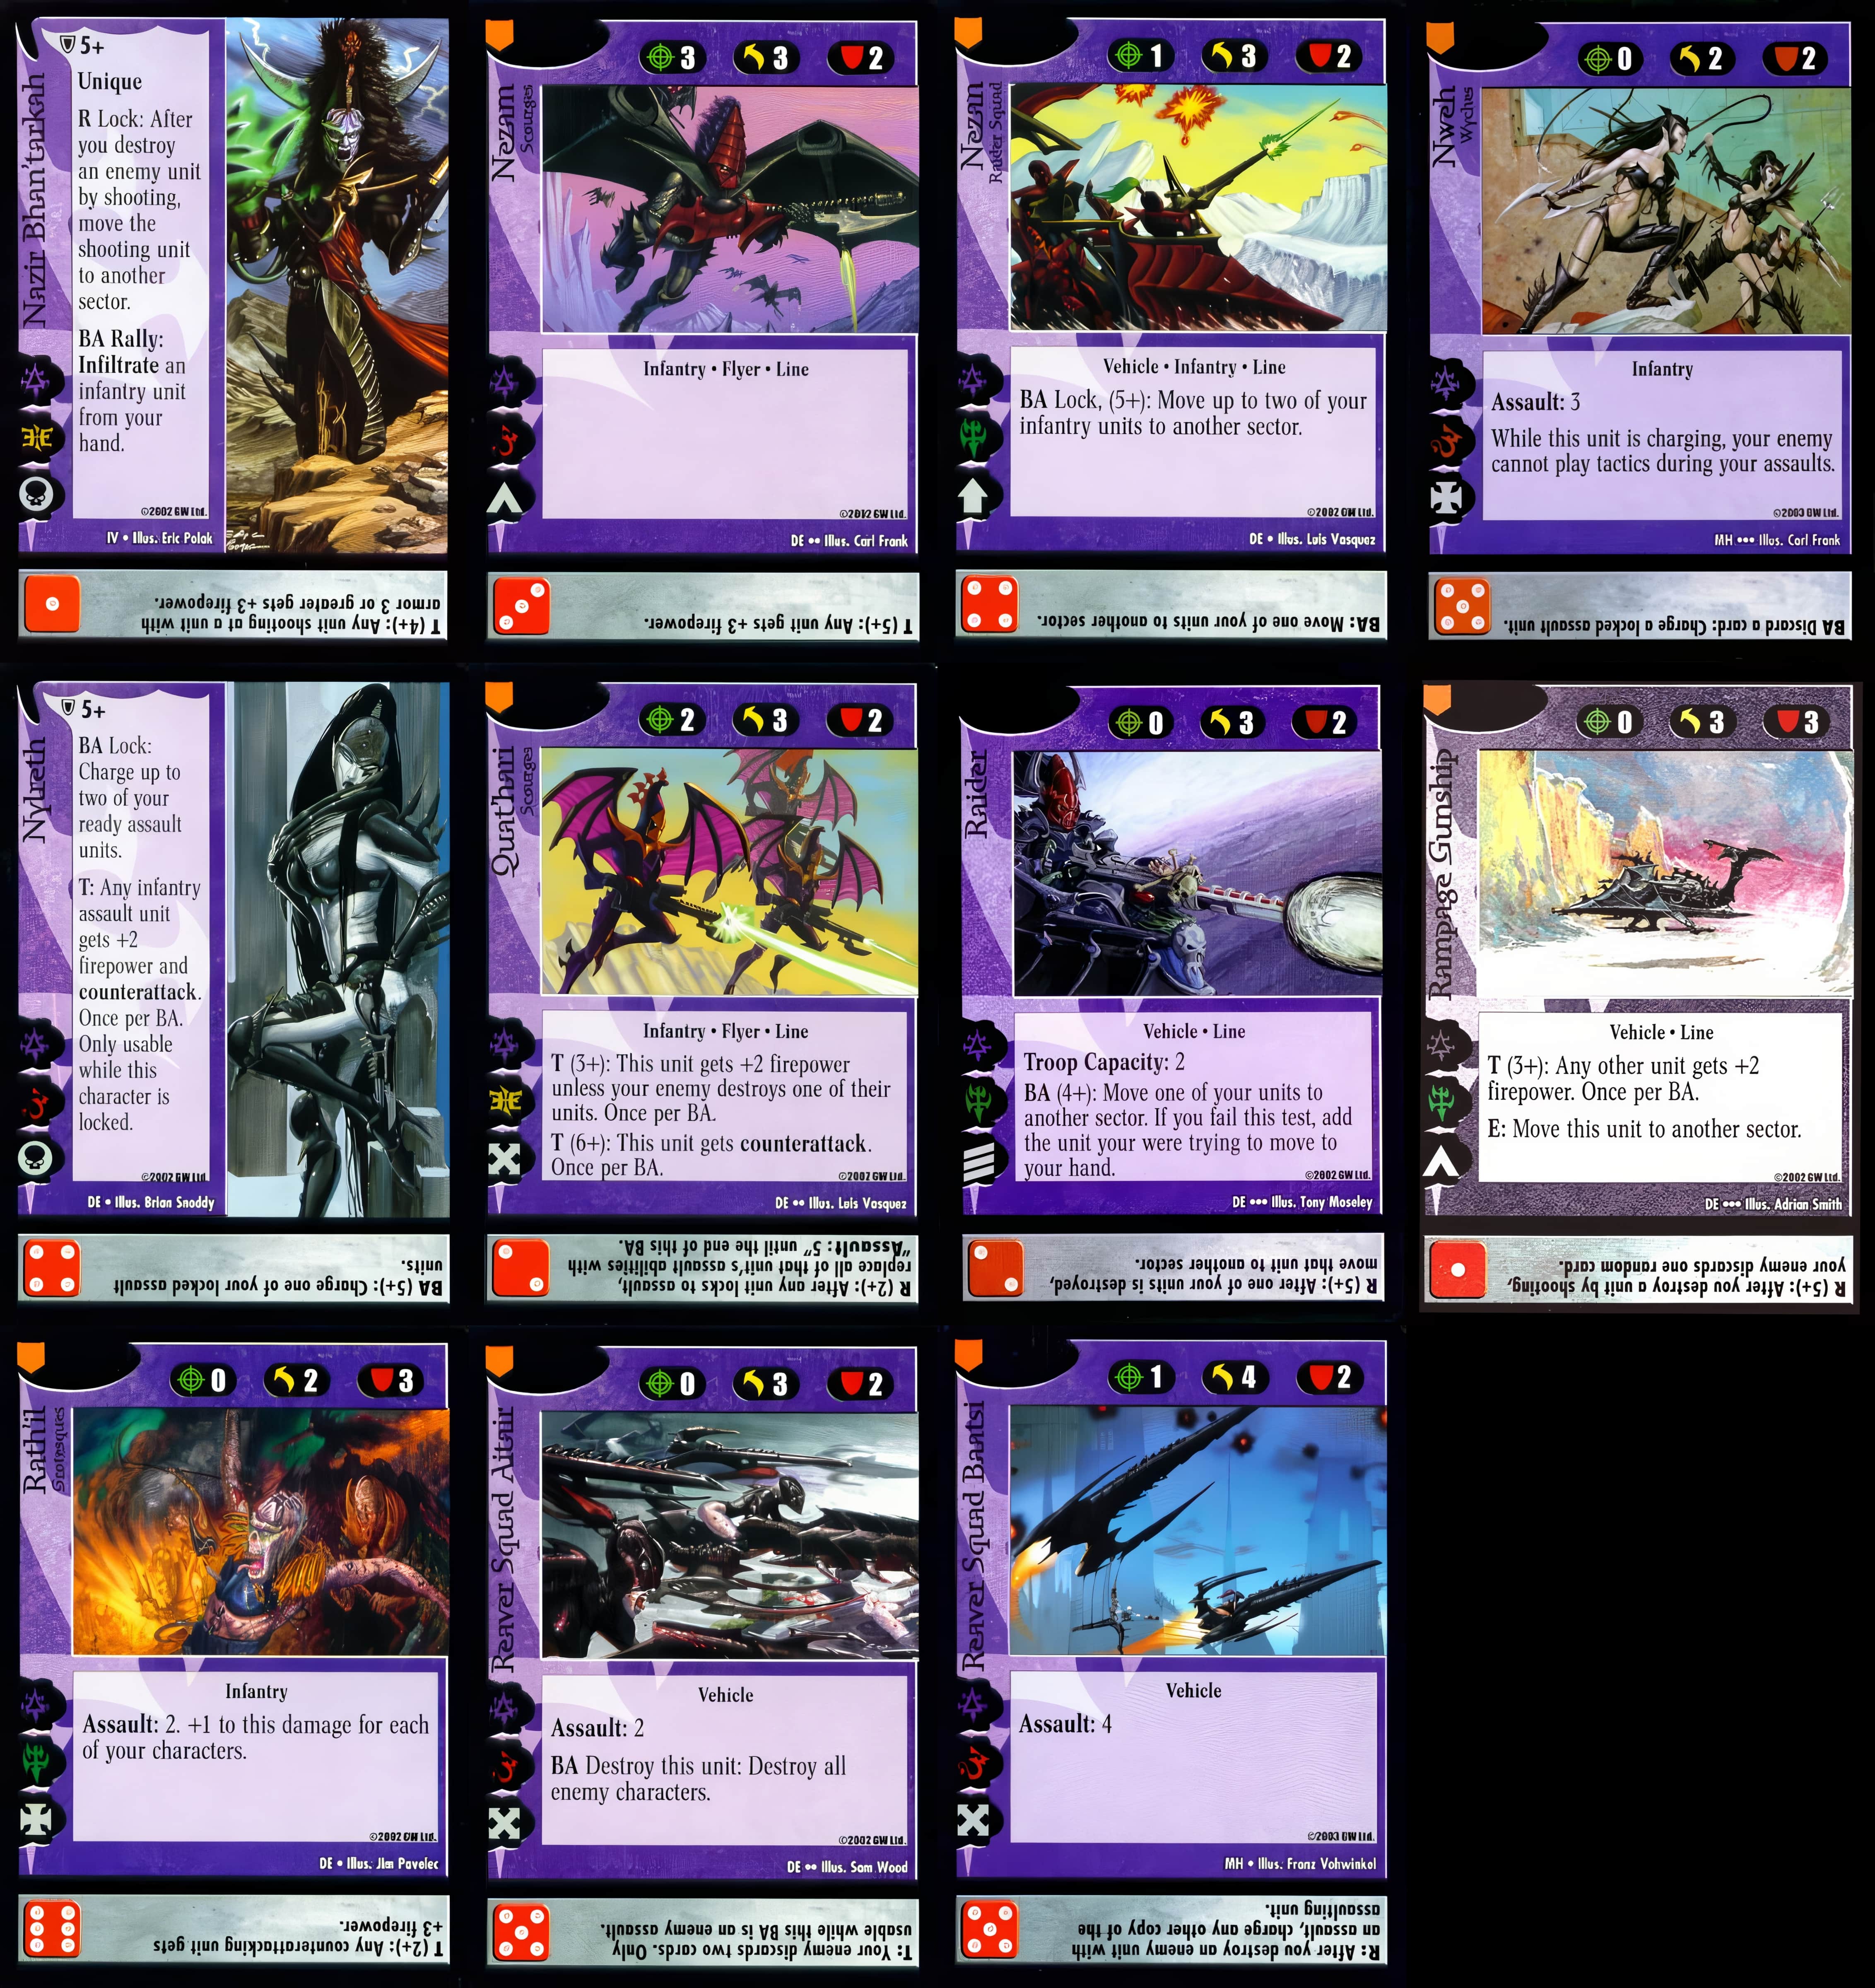 Nazir Bhan'tarkah
5+
Unique
R Lock: After
you destroy
an enemy unit
by shooting,
move the
shooting unit
to another
sector.
BA Rally:
Infiltrate an
infantry unit
from your
hand.
©2002 GW Ltd.
IV • Illus. Eric Polak
T (4+): Any unit shooting at a unit with
armor 3 or greater gets +3 firepower.
Nezam
Scourges
3 3 2
Infantry • Flyer • Line
©2002 GW Ltd.
DE •• Illus. Carl Frank
T (5+): Any unit gets +3 firepower.
Nezan
Raider Squad
1 3 2
Vehicle • Infantry • Line
BA Lock, (5+): Move up to two of your
infantry units to another sector.
©2002 GW Ltd.
DE • Illus. Luis Vasquez
BA: Move one of your units to another sector.
Nweh
Wyches
0 2 2
Infantry
Assault: 3
While this unit is charging, your enemy
cannot play tactics during your assaults.
©2003 GW Ltd.
MH ••• Illus. Carl Frank
BA Discard a card: Charge a locked assault unit.
Nylreth
5+
BA Lock:
Charge up to
two of your
ready assault
units.
T: Any infantry
assault unit
gets +2
firepower and
counterattack.
Once per BA.
Only usable
while this
character is
locked.
©2002 GW Ltd.
DE • Illus. Brian Snoddy
BA (5+): Charge one of your locked assault
units.
Quathari
Scourges
2 3 2
Infantry • Flyer • Line
T (3+): This unit gets +2 firepower
unless your enemy destroys one of their
units. Once per BA.
T (6+): This unit gets counterattack.
Once per BA.
©2002 GW Ltd.
DE •• Illus. Luis Vasquez
R (2+): After any unit locks to assault,
replace all of that unit's assault abilities with
"Assault: 5" until the end of this BA.
Raider
0 3 2
Vehicle • Line
Troop Capacity: 2
BA (4+): Move one of your units to
another sector. If you fail this test, add
the unit your were trying to move to
your hand.
©2002 GW Ltd.
DE ••• Illus. Tony Moseley
R (5+): After one of your units is destroyed,
move that unit to another sector.
Rampage Gunship
0 3 3
Vehicle • Line
T (3+): Any other unit gets +2
firepower. Once per BA.
E: Move this unit to another sector.
©2002 GW Ltd.
DE ••• Illus. Adrian Smith
R (5+): After you destroy a unit by shooting,
your enemy discards one random card.
Rathil
Grotesques
0 2 3
Infantry
Assault: 2. +1 to this damage for each
of your characters.
©2002 GW Ltd.
DE • Illus. Jim Pavelec
T (2+): Any counterattacking unit gets
+3 firepower.
Reaver Squad Aituir
0 3 2
Vehicle
Assault: 2
BA Destroy this unit: Destroy all
enemy characters.
©2002 GW Ltd.
DE •• Illus. Sam Wood
T: Your enemy discards two cards. Only
usable while this BA is an enemy assault.
Reaver Squad Baatsi
1 4 2
Vehicle
Assault: 4
©2003 GW Ltd.
MH • Illus. Franz Vohwinkel
R: After you destroy an enemy unit with
an assault, charge any other copy of the
assaulting unit.